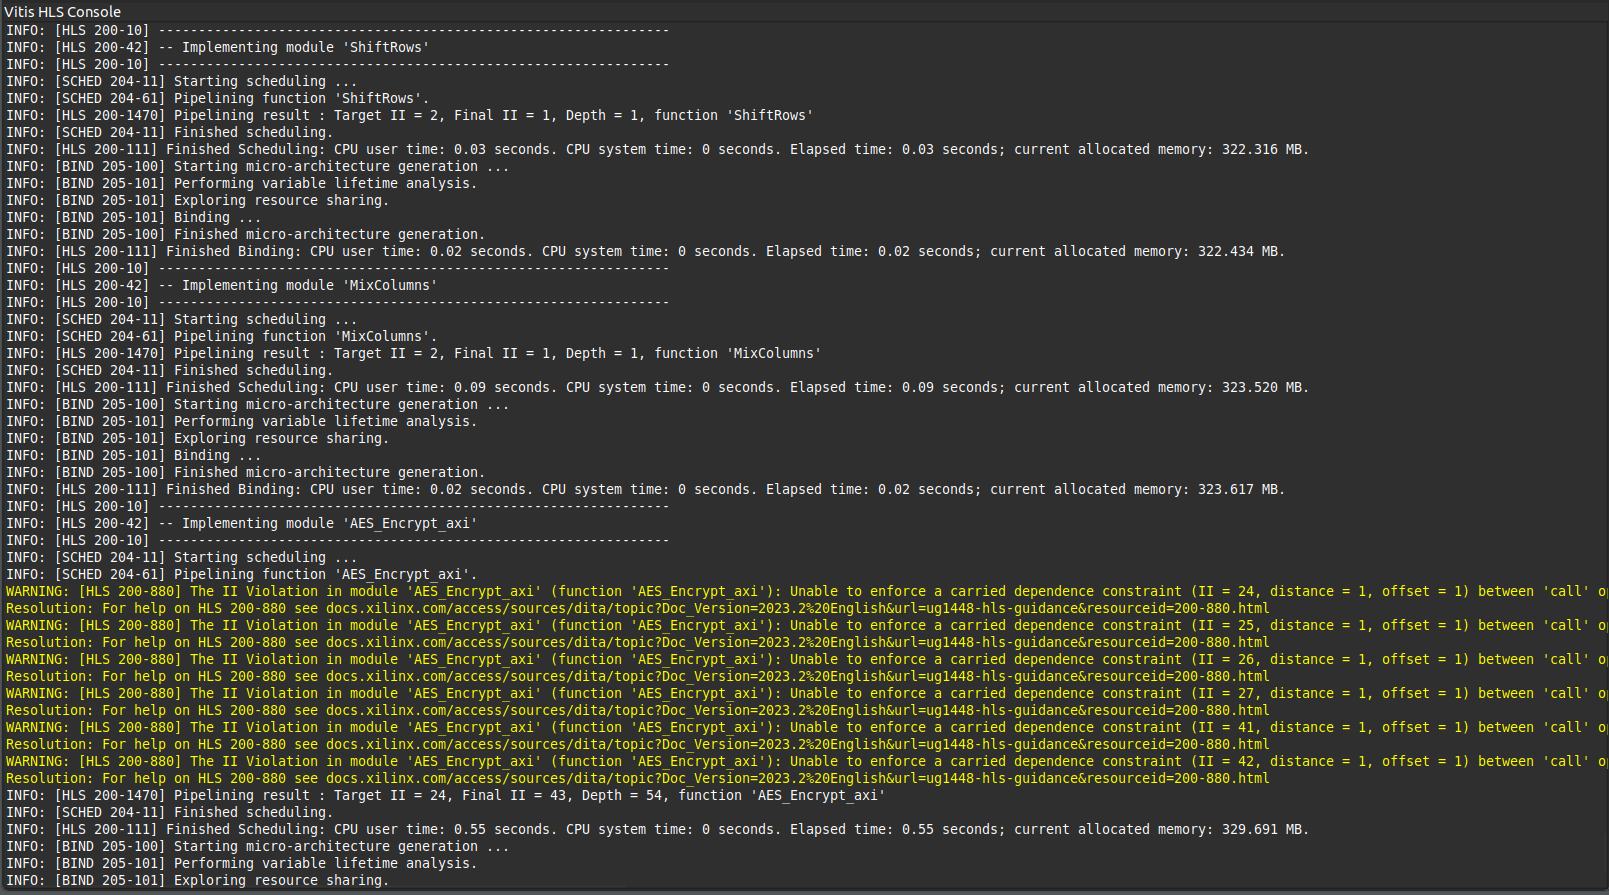 Vitis HLS Console
INFO: [HLS 200-10] ----------------------------------------------------------------
INFO: [HLS 200-42] -- Implementing module 'ShiftRows'
INFO: [HLS 200-10] ----------------------------------------------------------------
INFO: [SCHED 204-11] Starting scheduling ...
INFO: [SCHED 204-61] Pipelining function 'ShiftRows'.
INFO: [HLS 200-1470] Pipelining result : Target II = 2, Final II = 1, Depth = 1, function 'ShiftRows'
INFO: [SCHED 204-11] Finished scheduling.
INFO: [HLS 200-111] Finished Scheduling: CPU user time: 0.03 seconds. CPU system time: 0 seconds. Elapsed time: 0.03 seconds; current allocated memory: 322.316 MB.
INFO: [BIND 205-100] Starting micro-architecture generation ...
INFO: [BIND 205-101] Performing variable lifetime analysis.
INFO: [BIND 205-101] Exploring resource sharing.
INFO: [BIND 205-101] Binding ...
INFO: [BIND 205-100] Finished micro-architecture generation.
INFO: [HLS 200-111] Finished Binding: CPU user time: 0.02 seconds. CPU system time: 0 seconds. Elapsed time: 0.02 seconds; current allocated memory: 322.434 MB.
INFO: [HLS 200-10] ----------------------------------------------------------------
INFO: [HLS 200-42] -- Implementing module 'MixColumns'
INFO: [HLS 200-10] ----------------------------------------------------------------
INFO: [SCHED 204-11] Starting scheduling ...
INFO: [SCHED 204-61] Pipelining function 'MixColumns'.
INFO: [HLS 200-1470] Pipelining result : Target II = 2, Final II = 1, Depth = 1, function 'MixColumns'
INFO: [SCHED 204-11] Finished scheduling.
INFO: [HLS 200-111] Finished Scheduling: CPU user time: 0.09 seconds. CPU system time: 0 seconds. Elapsed time: 0.09 seconds; current allocated memory: 323.520 MB.
INFO: [BIND 205-100] Starting micro-architecture generation ...
INFO: [BIND 205-101] Performing variable lifetime analysis.
INFO: [BIND 205-101] Exploring resource sharing.
INFO: [BIND 205-101] Binding ...
INFO: [BIND 205-100] Finished micro-architecture generation.
INFO: [HLS 200-111] Finished Binding: CPU user time: 0.02 seconds. CPU system time: 0 seconds. Elapsed time: 0.02 seconds; current allocated memory: 323.617 MB.
INFO: [HLS 200-10] ----------------------------------------------------------------
INFO: [HLS 200-42] -- Implementing module 'AES_Encrypt_axi'
INFO: [HLS 200-10] ----------------------------------------------------------------
INFO: [SCHED 204-11] Starting scheduling ...
INFO: [SCHED 204-61] Pipelining function 'AES_Encrypt_axi'.
WARNING: [HLS 200-880] The II Violation in module 'AES_Encrypt_axi' (function 'AES_Encrypt_axi'): Unable to enforce a carried dependence constraint (II = 24, distance = 1, offset = 1) between 'call'
Resolution: For help on HLS 200-880 see docs.xilinx.com/access/sources/dita/topic?Doc_Version=2023.2%20English&url=ug1448-hls-guidance&resourceid=200-880.html
WARNING: [HLS 200-880] The II Violation in module 'AES_Encrypt_axi' (function 'AES_Encrypt_axi'): Unable to enforce a carried dependence constraint (II = 25, distance = 1, offset = 1) between 'call'
Resolution: For help on HLS 200-880 see docs.xilinx.com/access/sources/dita/topic?Doc_Version=2023.2%20English&url=ug1448-hls-guidance&resourceid=200-880.html
WARNING: [HLS 200-880] The II Violation in module 'AES_Encrypt_axi' (function 'AES_Encrypt_axi'): Unable to enforce a carried dependence constraint (II = 26, distance = 1, offset = 1) between 'call'
Resolution: For help on HLS 200-880 see docs.xilinx.com/access/sources/dita/topic?Doc_Version=2023.2%20English&url=ug1448-hls-guidance&resourceid=200-880.html
WARNING: [HLS 200-880] The II Violation in module 'AES_Encrypt_axi' (function 'AES_Encrypt_axi'): Unable to enforce a carried dependence constraint (II = 27, distance = 1, offset = 1) between 'call'
Resolution: For help on HLS 200-880 see docs.xilinx.com/access/sources/dita/topic?Doc_Version=2023.2%20English&url=ug1448-hls-guidance&resourceid=200-880.html
WARNING: [HLS 200-880] The II Violation in module 'AES_Encrypt_axi' (function 'AES_Encrypt_axi'): Unable to enforce a carried dependence constraint (II = 41, distance = 1, offset = 1) between 'call'
Resolution: For help on HLS 200-880 see docs.xilinx.com/access/sources/dita/topic?Doc_Version=2023.2%20English&url=ug1448-hls-guidance&resourceid=200-880.html
WARNING: [HLS 200-880] The II Violation in module 'AES_Encrypt_axi' (function 'AES_Encrypt_axi'): Unable to enforce a carried dependence constraint (II = 42, distance = 1, offset = 1) between 'call'
Resolution: For help on HLS 200-880 see docs.xilinx.com/access/sources/dita/topic?Doc_Version=2023.2%20English&url=ug1448-hls-guidance&resourceid=200-880.html
INFO: [HLS 200-1470] Pipelining result : Target II = 24, Final II = 43, Depth = 54, function 'AES_Encrypt_axi'
INFO: [SCHED 204-11] Finished scheduling.
INFO: [HLS 200-111] Finished Scheduling: CPU user time: 0.55 seconds. CPU system time: 0 seconds. Elapsed time: 0.55 seconds; current allocated memory: 329.691 MB.
INFO: [BIND 205-100] Starting micro-architecture generation ...
INFO: [BIND 205-101] Performing variable lifetime analysis.
INFO: [BIND 205-101] Exploring resource sharing.